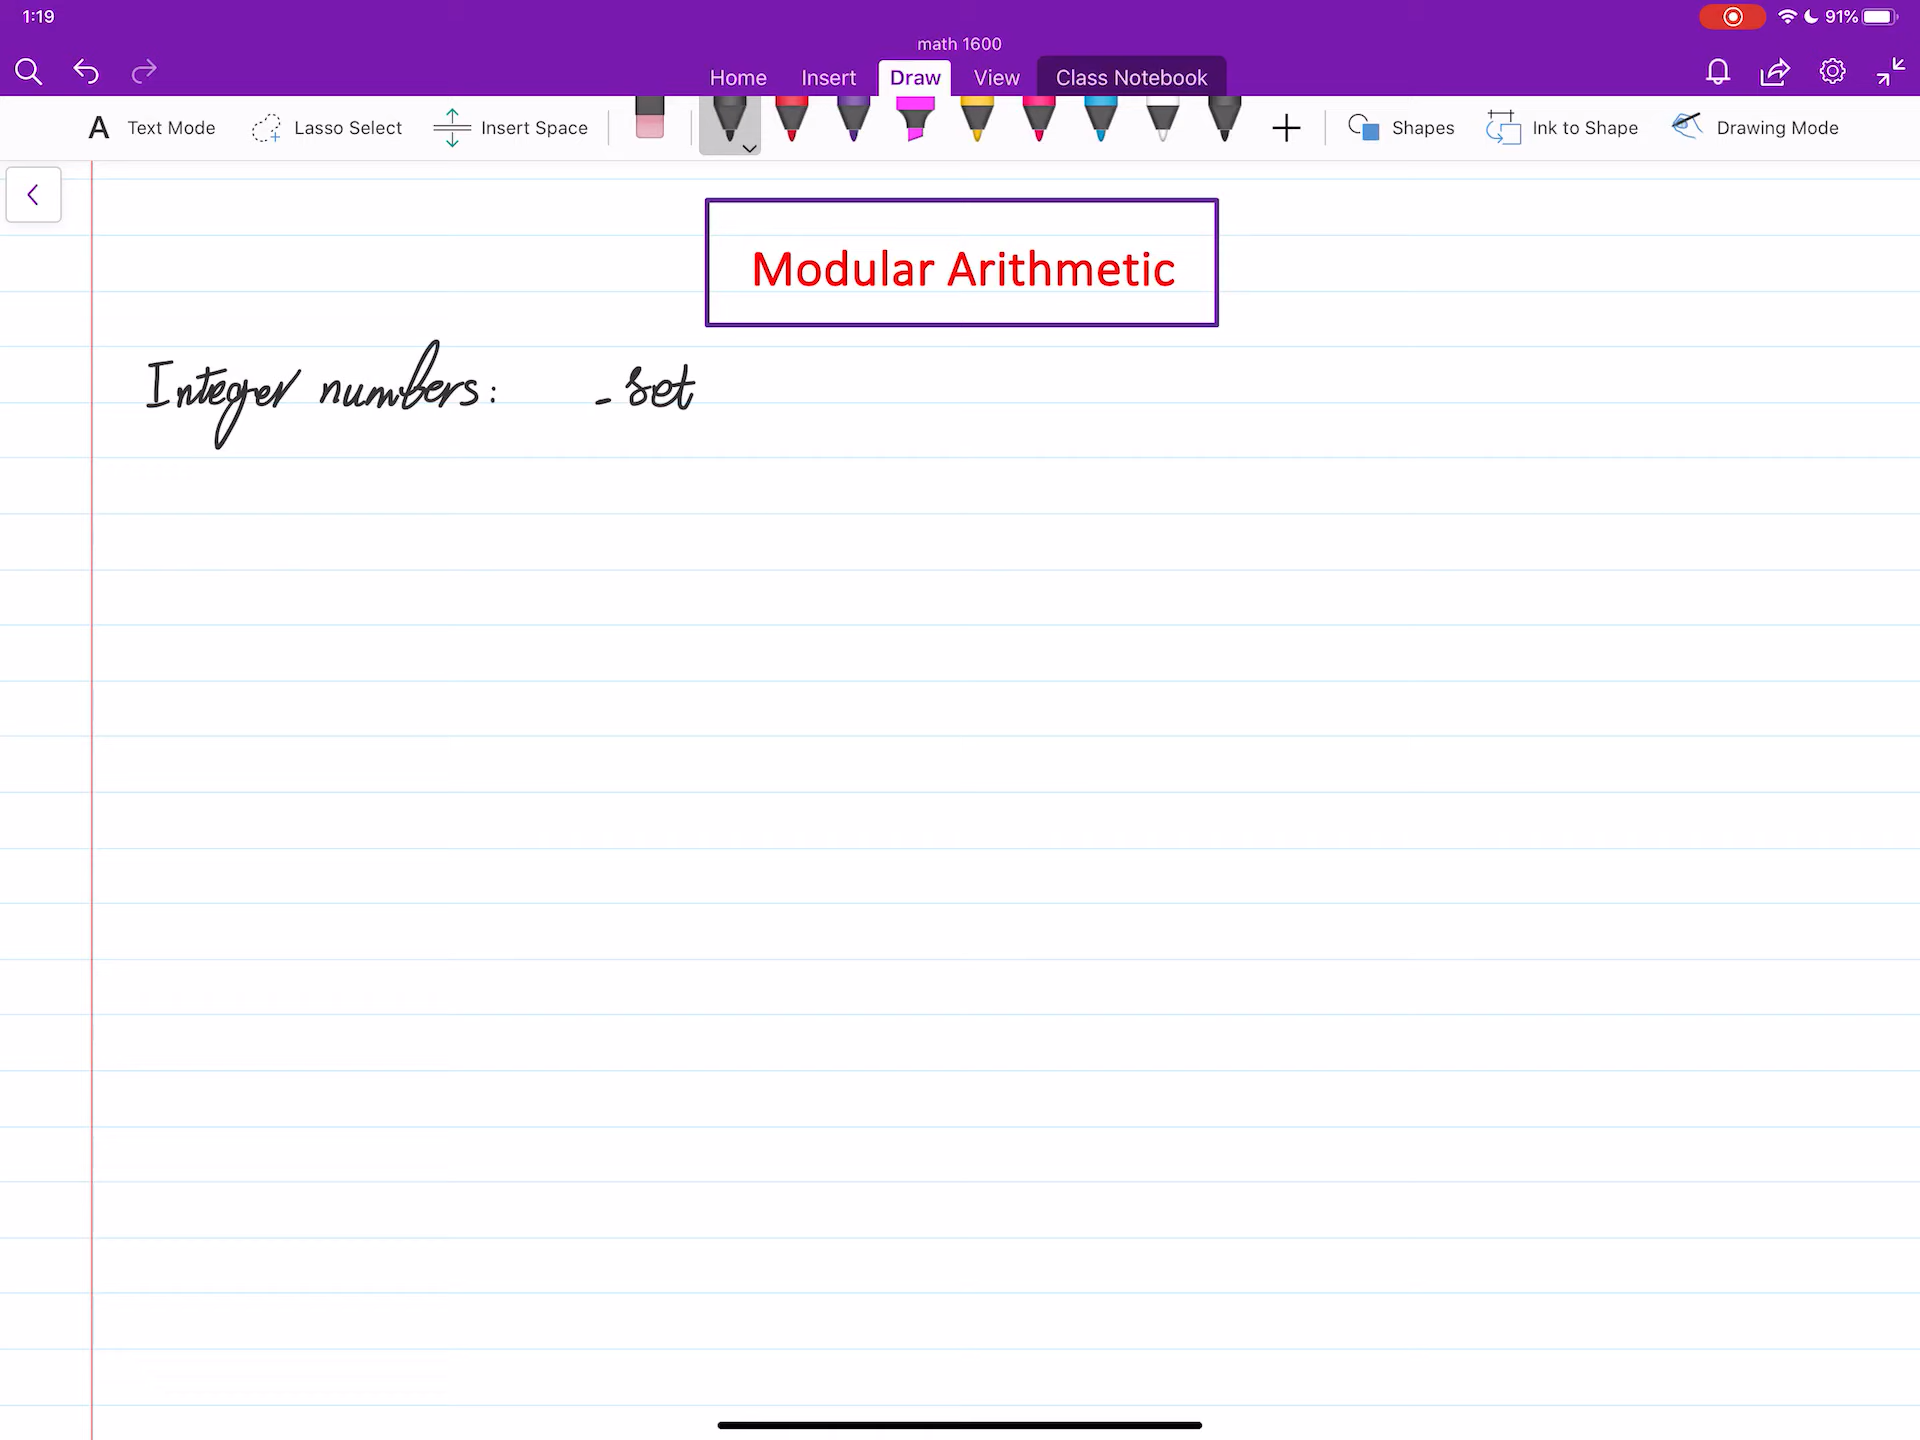 1:19
91%
math 1600
Home Insert Draw View Class Notebook
A Text Mode Lasso Select Insert Space Shapes Ink to Shape Drawing Mode
Modular Arithmetic
Integer numbers: - set